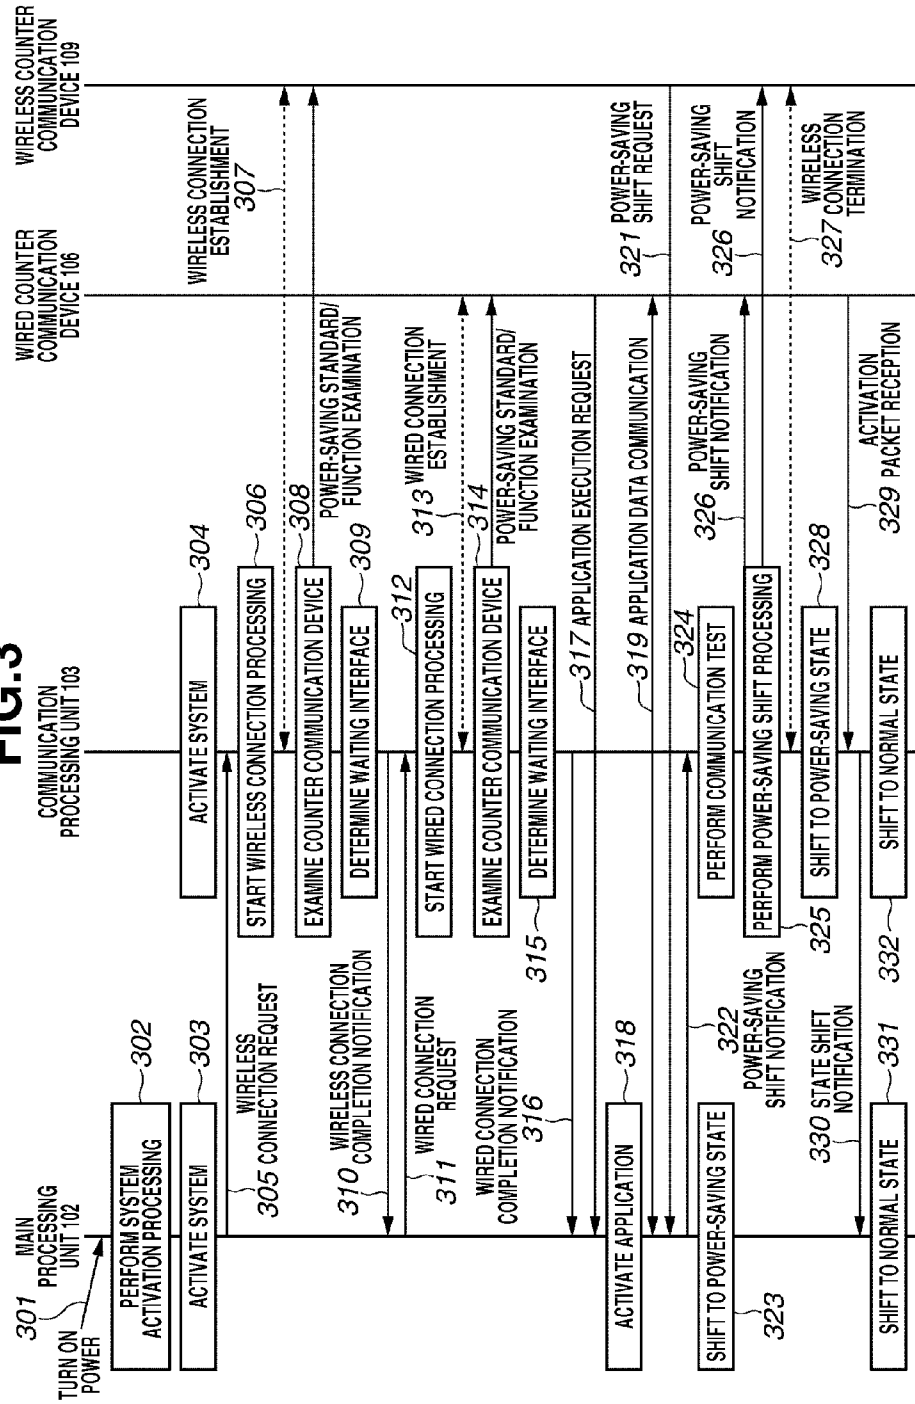 FIG.3
MAIN
PROCESSING
UNIT 102
COMMUNICATION
PROCESSING UNIT 103
WIRED COUNTER
COMMUNICATION
DEVICE 106
WIRELESS COUNTER
COMMUNICATION
DEVICE 109
301
TURN ON
POWER
PERFORM SYSTEM
ACTIVATION PROCESSING
302
ACTIVATE SYSTEM
303
ACTIVATE SYSTEM
304
305 WIRELESS
CONNECTION REQUEST
START WIRELESS CONNECTION PROCESSING
306
WIRELESS CONNECTION
ESTABLISHMENT
307
EXAMINE COUNTER COMMUNICATION DEVICE
308
POWER-SAVING STANDARD/
FUNCTION EXAMINATION
DETERMINE WAITING INTERFACE
309
WIRELESS CONNECTION
310 COMPLETION NOTIFICATION
311 WIRED CONNECTION
REQUEST
START WIRED CONNECTION PROCESSING
312
313 WIRED CONNECTION
ESTABLISHMENT
EXAMINE COUNTER COMMUNICATION DEVICE
314
POWER-SAVING STANDARD/
FUNCTION EXAMINATION
DETERMINE WAITING INTERFACE
315
WIRED CONNECTION
COMPLETION NOTIFICATION
316
317 APPLICATION EXECUTION REQUEST
ACTIVATE APPLICATION
318
319 APPLICATION DATA COMMUNICATION
321 POWER-SAVING
SHIFT REQUEST
322
POWER-SAVING
SHIFT NOTIFICATION
SHIFT TO POWER-SAVING STATE
323
PERFORM COMMUNICATION TEST
324
PERFORM POWER-SAVING SHIFT PROCESSING
325
POWER-SAVING
SHIFT NOTIFICATION
326
POWER-SAVING
SHIFT
NOTIFICATION
326
WIRELESS
CONNECTION
TERMINATION
327
SHIFT TO POWER-SAVING STATE
328
ACTIVATION
329 PACKET RECEPTION
330 STATE SHIFT
NOTIFICATION
SHIFT TO NORMAL STATE
331
SHIFT TO NORMAL STATE
332